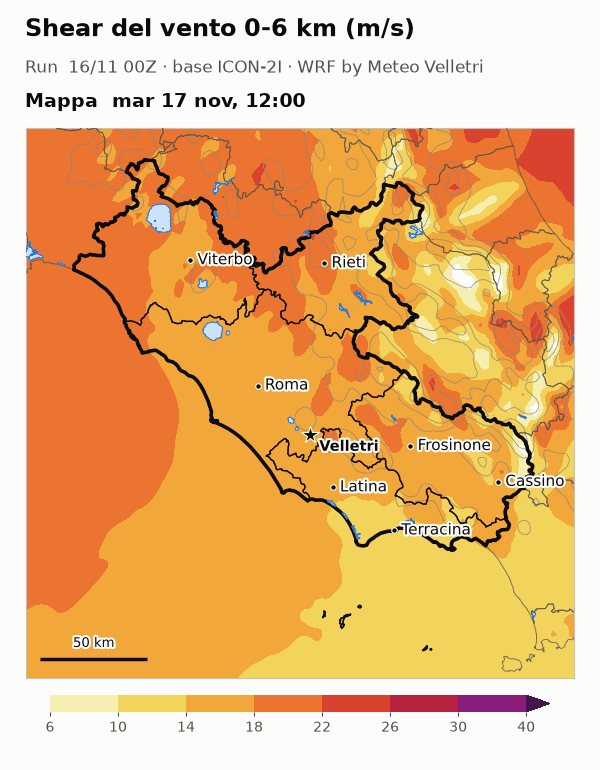 Shear del vento 0-6 km (m/s)
Run  16/11 00Z · base ICON-2I · WRF by Meteo Velletri
Mappa  mar 17 nov, 12:00
Viterbo
Rieti
Roma
Velletri
Frosinone
Latina
Cassino
Terracina
50 km
6 10 14 18 22 26 30 40